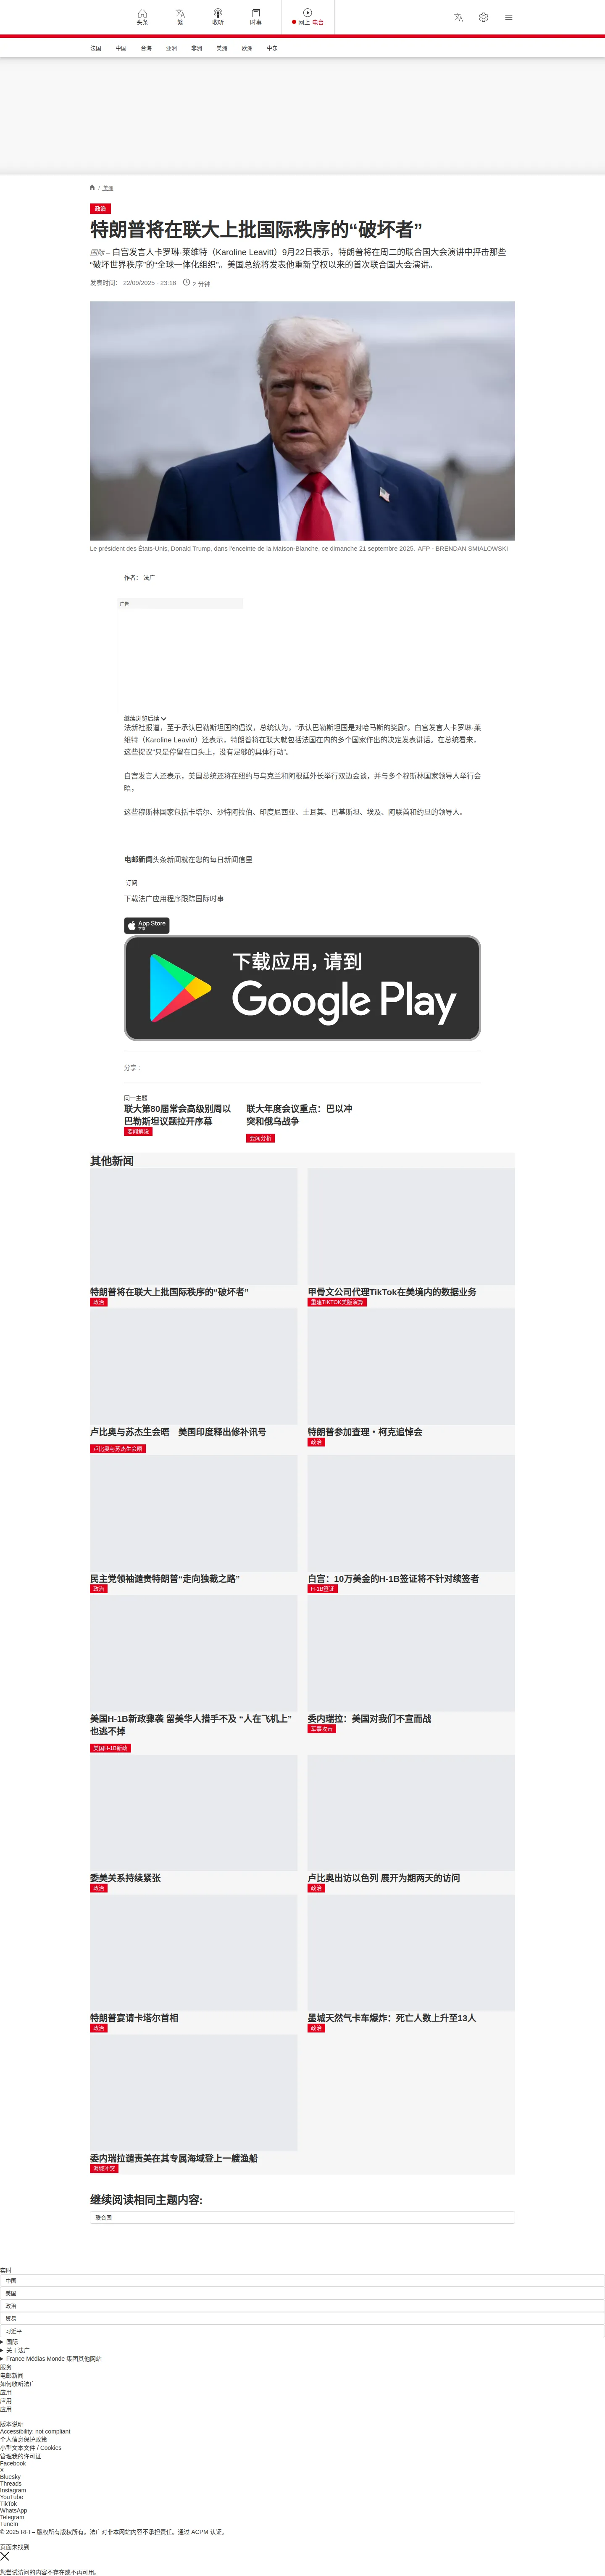 头条
繁
收听
时事
网上 电台
法国
中国
台海
亚洲
非洲
美洲
欧洲
中东
/ 美洲
政治
特朗普将在联大上批国际秩序的“破坏者”
国际 – 白宫发言人卡罗琳·莱维特（Karoline Leavitt）9月22日表示，特朗普将在周二的联合国大会演讲中抨击那些
“破坏世界秩序”的“全球一体化组织”。美国总统将发表他重新掌权以来的首次联合国大会演讲。
发表时间： 22/09/2025 - 23:18 2 分钟
Le président des États-Unis, Donald Trump, dans l'enceinte de la Maison-Blanche, ce dimanche 21 septembre 2025. AFP - BRENDAN SMIALOWSKI
作者： 法广
广告
继续浏览后续
法新社报道，至于承认巴勒斯坦国的倡议，总统认为，“承认巴勒斯坦国是对哈马斯的奖励”。白宫发言人卡罗琳·莱
维特（Karoline Leavitt）还表示，特朗普将在联大就包括法国在内的多个国家作出的决定发表讲话。在总统看来，
这些提议“只是停留在口头上，没有足够的具体行动”。
白宫发言人还表示，美国总统还将在纽约与乌克兰和阿根廷外长举行双边会谈，并与多个穆斯林国家领导人举行会
晤，
这些穆斯林国家包括卡塔尔、沙特阿拉伯、印度尼西亚、土耳其、巴基斯坦、埃及、阿联酋和约旦的领导人。
电邮新闻头条新闻就在您的每日新闻信里
订阅
下载法广应用程序跟踪国际时事
App Store
下载
下载应用，请到
Google Play
分享 :
同一主题
联大第80届常会高级别周以
巴勒斯坦议题拉开序幕
要闻解说
联大年度会议重点：巴以冲
突和俄乌战争
要闻分析
其他新闻
特朗普将在联大上批国际秩序的“破坏者”
政治
甲骨文公司代理TikTok在美境内的数据业务
重建TIKTOK美版演算
卢比奥与苏杰生会晤　美国印度释出修补讯号
卢比奥与苏杰生会晤
特朗普参加查理・柯克追悼会
政治
民主党领袖谴责特朗普“走向独裁之路”
政治
白宫：10万美金的H-1B签证将不针对续签者
H-1B签证
美国H-1B新政骤袭 留美华人措手不及 “人在飞机上”
也逃不掉
美国H-1B新政
委内瑞拉：美国对我们不宣而战
军事攻击
委美关系持续紧张
政治
卢比奥出访以色列 展开为期两天的访问
政治
特朗普宴请卡塔尔首相
政治
墨城天然气卡车爆炸：死亡人数上升至13人
政治
委内瑞拉谴责美在其专属海域登上一艘渔船
海域冲突
继续阅读相同主题内容:
联合国
实时
中国
美国
政治
贸易
习近平
国际
关于法广
France Médias Monde 集团其他网站
服务
电邮新闻
如何收听法广
应用
应用
应用
版本说明
Accessibility: not compliant
个人信息保护政策
小型文本文件 / Cookies
管理我的许可证
Facebook
X
Bluesky
Threads
Instagram
YouTube
TikTok
WhatsApp
Telegram
TuneIn
© 2025 RFI – 版权所有版权所有。法广对非本网站内容不承担责任。通过 ACPM 认证。
页面未找到
您尝试访问的内容不存在或不再可用。